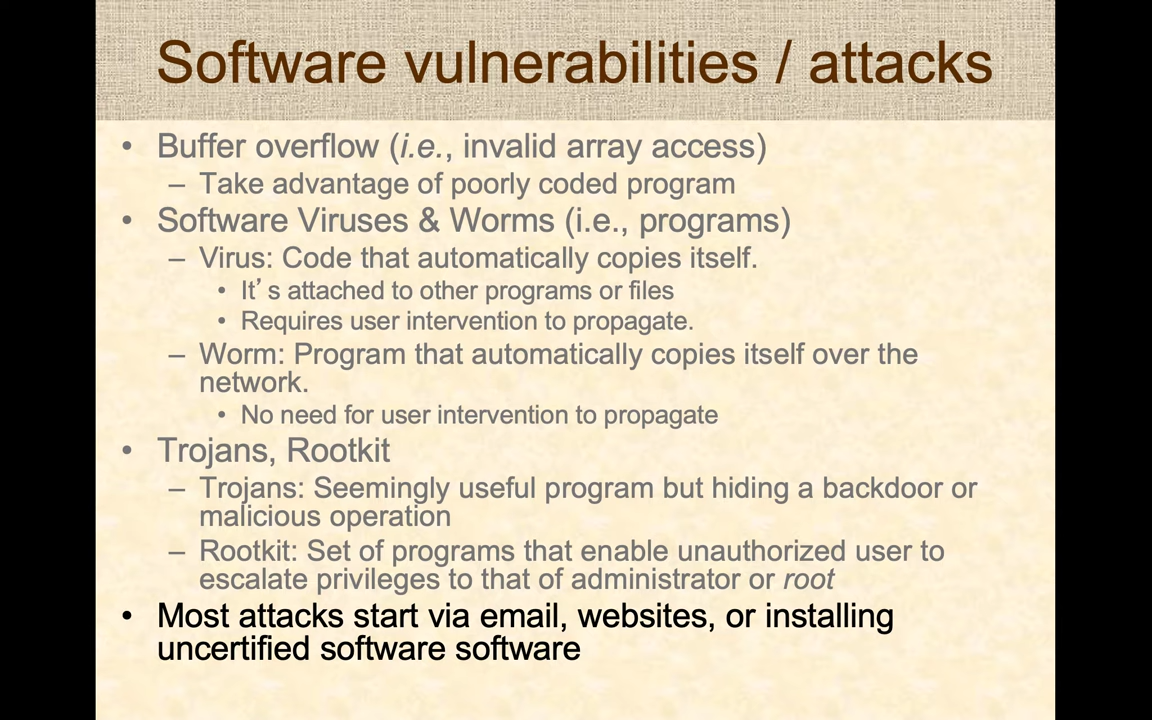 Software vulnerabilities / attacks
• Buffer overflow (i.e., invalid array access)
– Take advantage of poorly coded program
• Software Viruses & Worms (i.e., programs)
– Virus: Code that automatically copies itself.
• It’s attached to other programs or files
• Requires user intervention to propagate.
– Worm: Program that automatically copies itself over the
network.
• No need for user intervention to propagate
• Trojans, Rootkit
– Trojans: Seemingly useful program but hiding a backdoor or
malicious operation
– Rootkit: Set of programs that enable unauthorized user to
escalate privileges to that of administrator or root
• Most attacks start via email, websites, or installing
uncertified software software